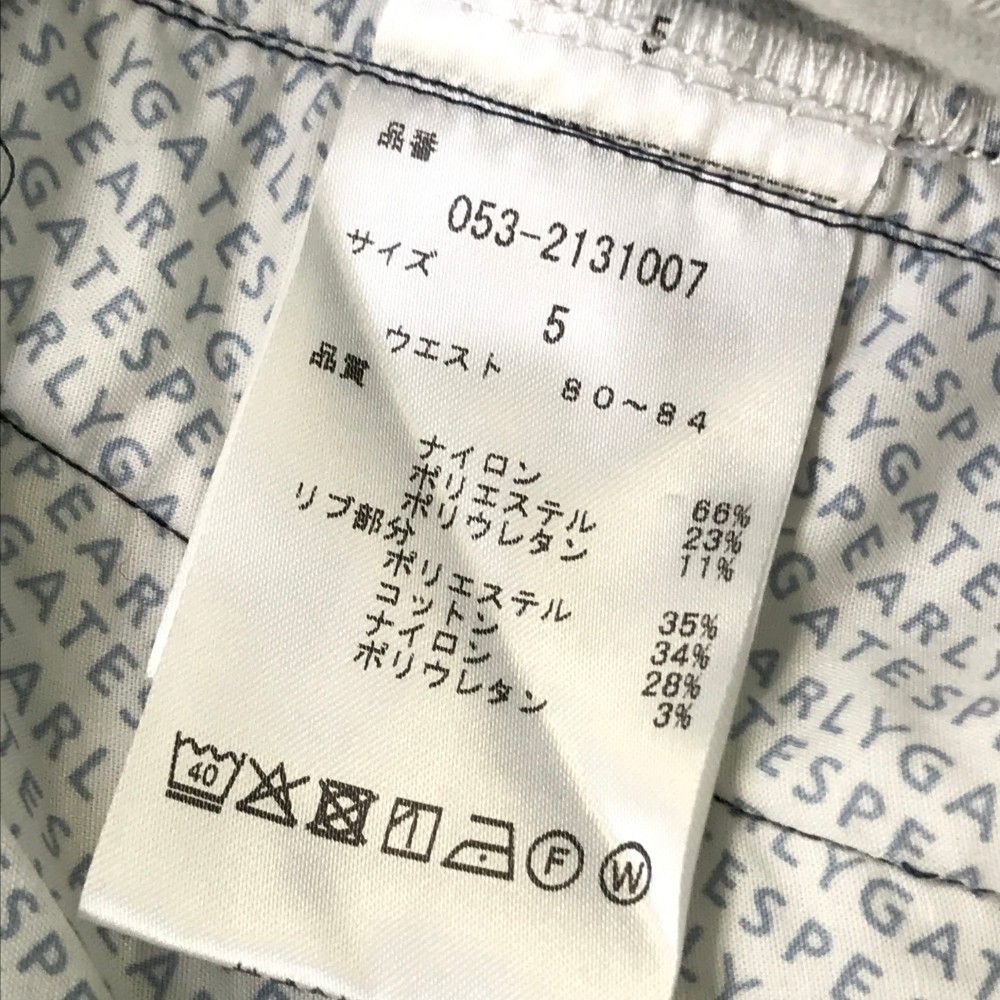 5
品番
053-2131007
サイズ
5
ウエスト 80~84
品質
ナイロン 66%
ポリエステル 23%
ポリウレタン 11%
リブ部分
ポリエステル 35%
コットン 34%
ナイロン 28%
ポリウレタン 3%
40
F
W
PEARLY GATES